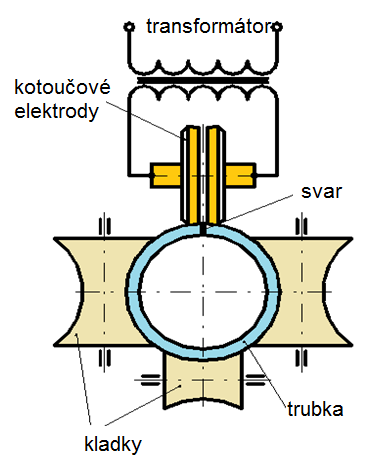 transformátor
kotoučové
elektrody
svar
trubka
kladky